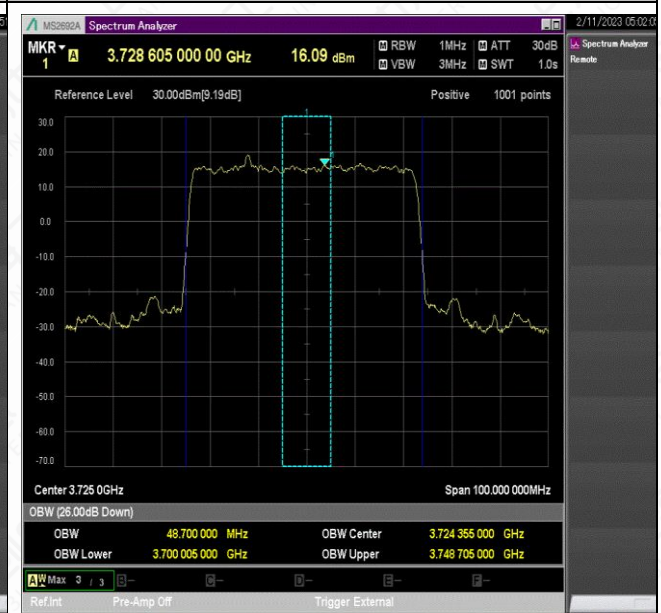 MS2692A Spectrum Analyzer
2/11/2023 05:02:0
MKR 1 A 3.728 605 000 00 GHz 16.09 dBm
M RBW 1MHz M ATT 30dB
M VBW 3MHz M SWT 1.0s
Spectrum Analyzer
Remote
Reference Level 30.00dBm[9.19dB] Positive 1001 points
30.0
20.0
10.0
0.0
-10.0
-20.0
-30.0
-40.0
-50.0
-60.0
-70.0
1
Center 3.725 0GHz Span 100.000 000MHz
OBW (26.00dB Down)
OBW 48.700 000 MHz OBW Center 3.724 355 000 GHz
OBW Lower 3.700 005 000 GHz OBW Upper 3.748 705 000 GHz
A W Max 3 / 3 B- C- D- E- F-
Ref.Int Pre-Amp Off Trigger External